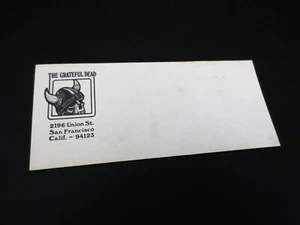 THE GRATEFUL DEAD
2196 Union St.
San Francisco
Calif. - 94123